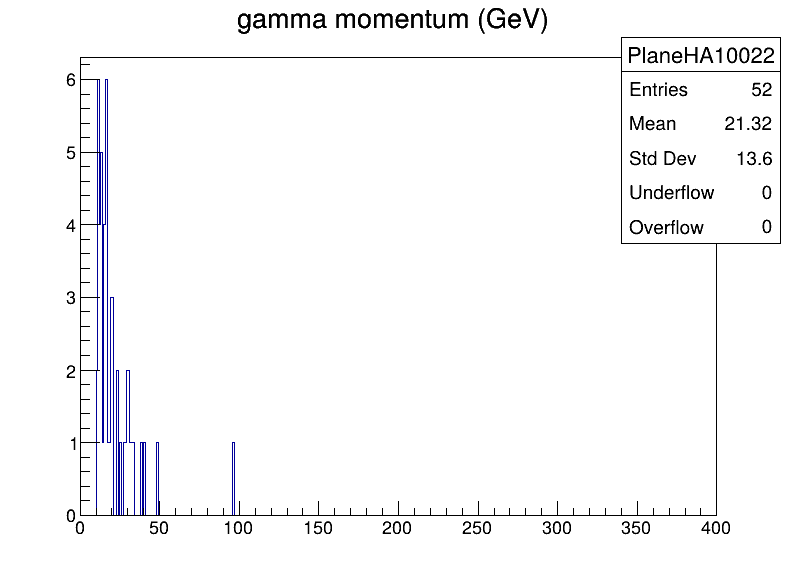 gamma momentum (GeV)
PlaneHA10022
Entries 52
Mean 21.32
Std Dev 13.6
Underflow 0
Overflow 0
6
5
4
3
2
1
0
0 50 100 150 200 250 300 350 400